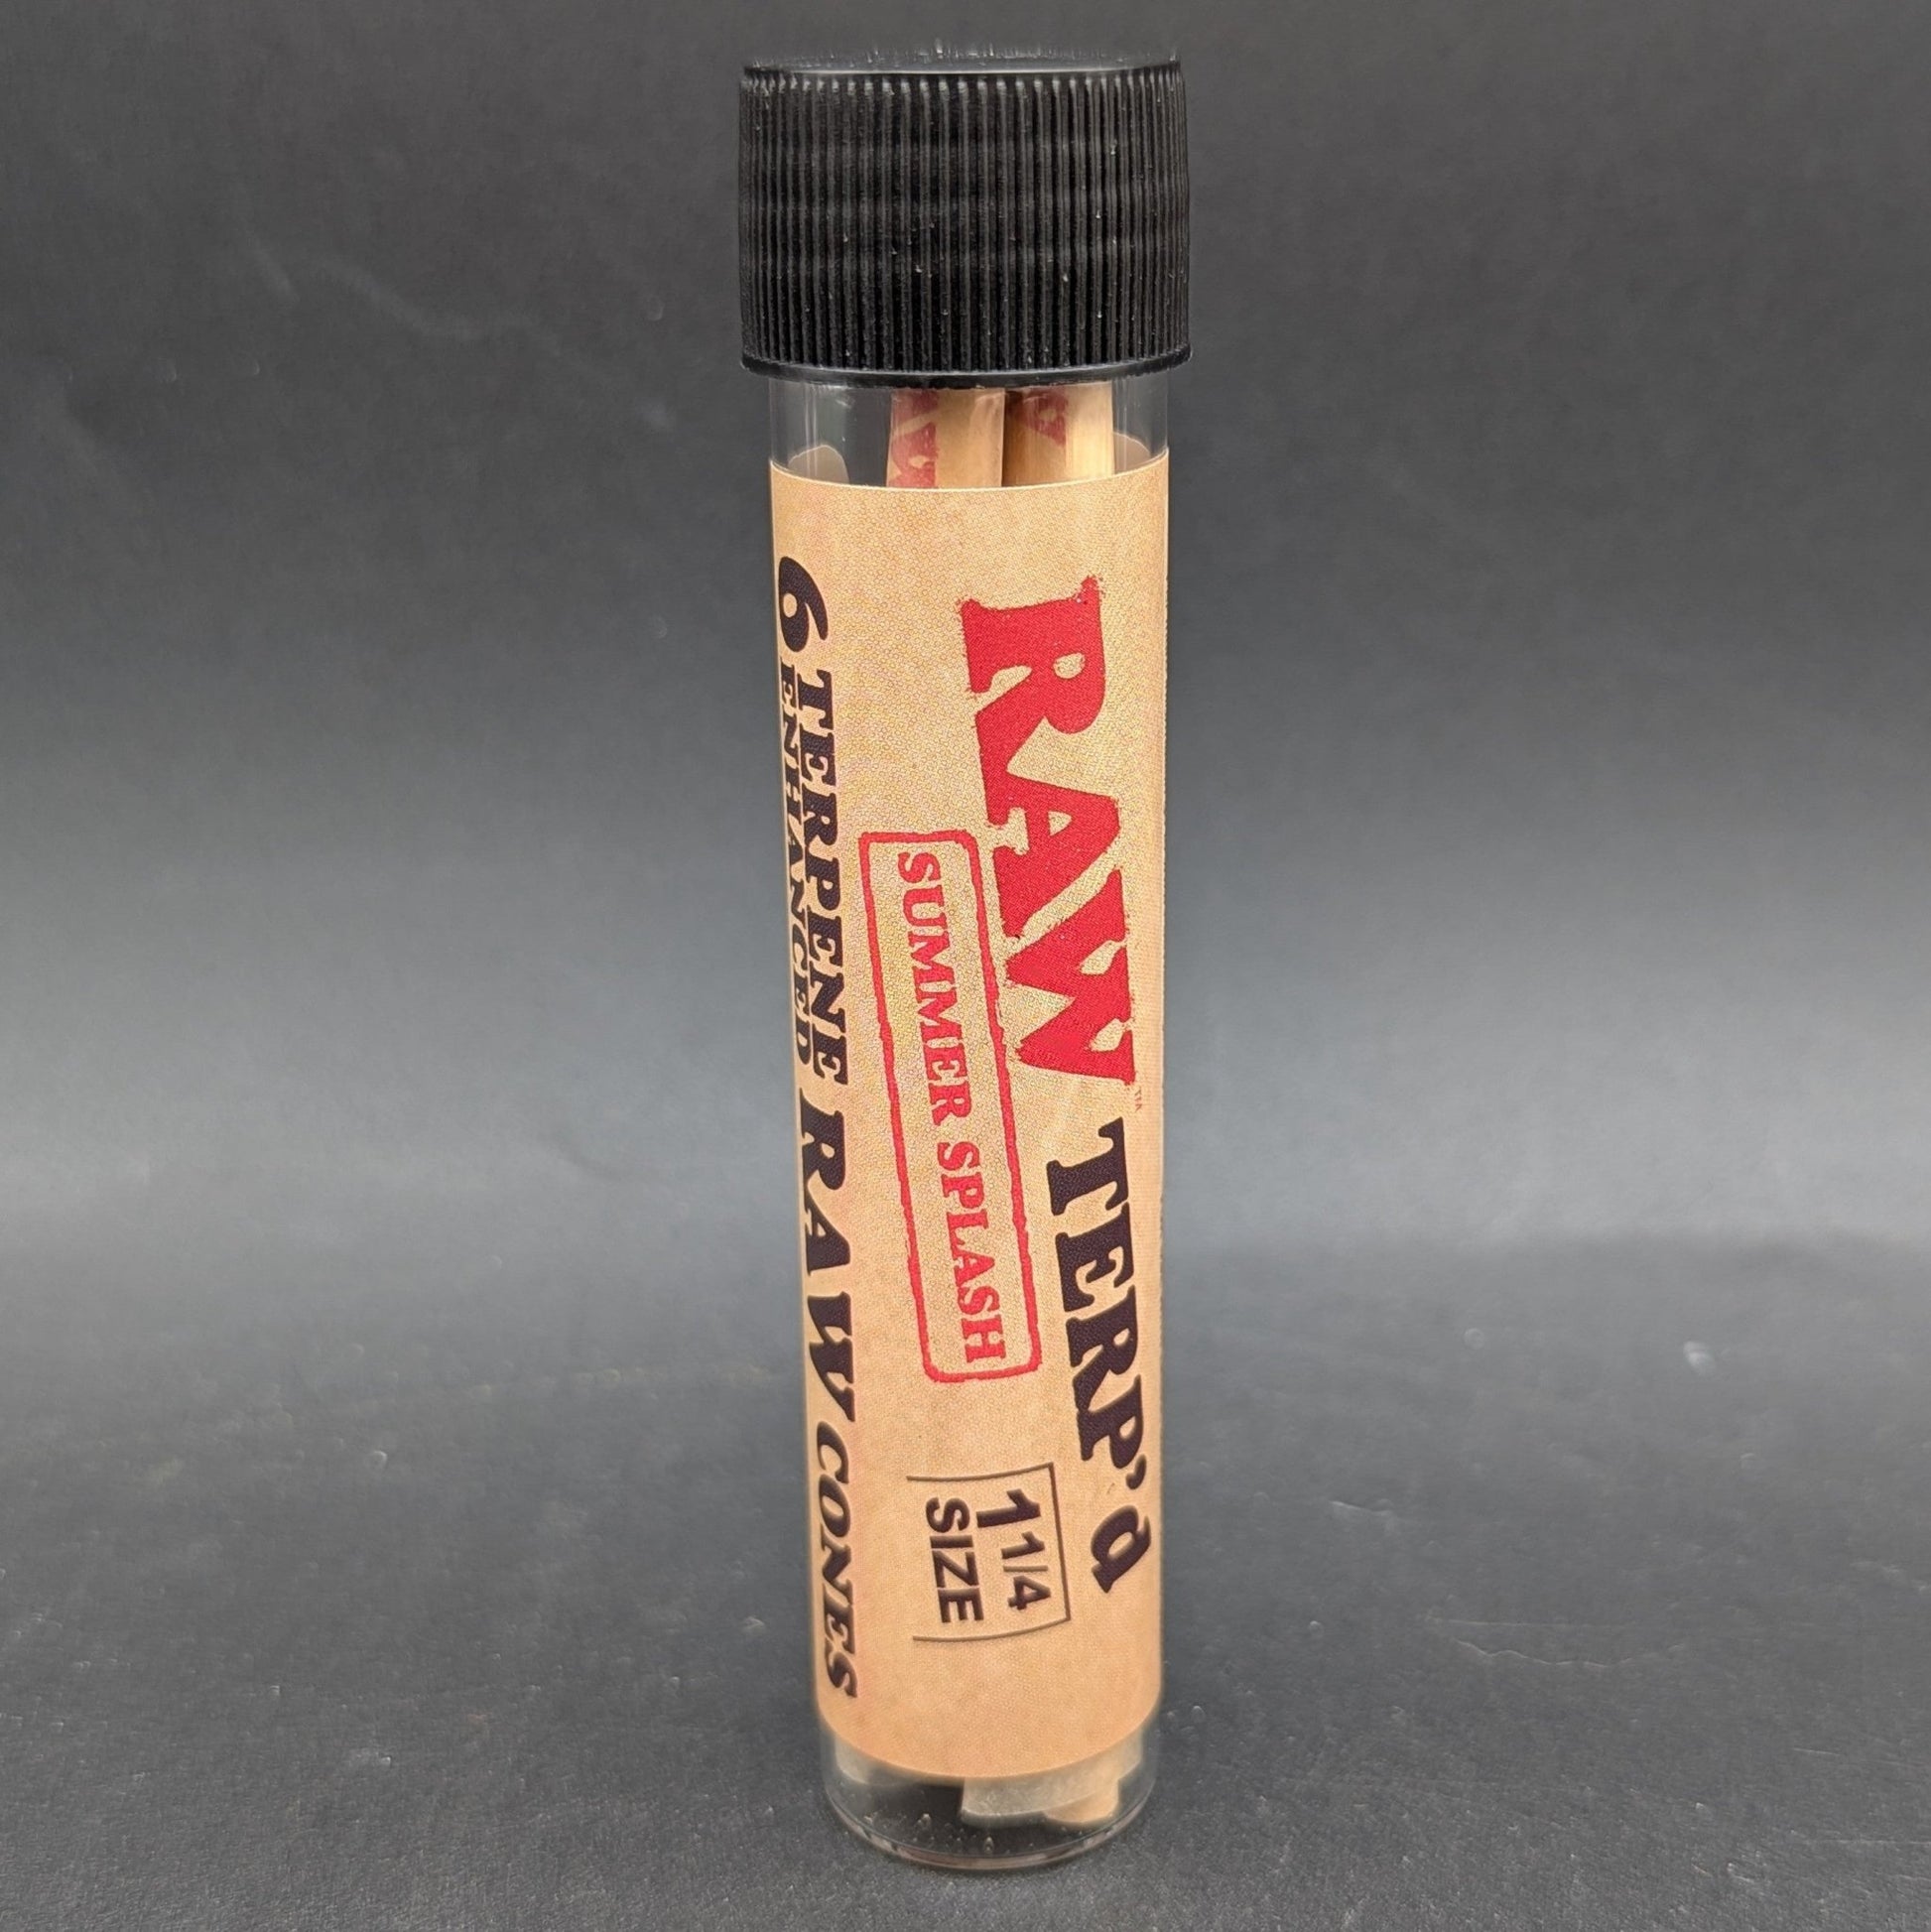 RAW™ TERP'd
SUMMER SPLASH
1 1/4
SIZE
6 TERPENE
ENHANCED RAW CONES